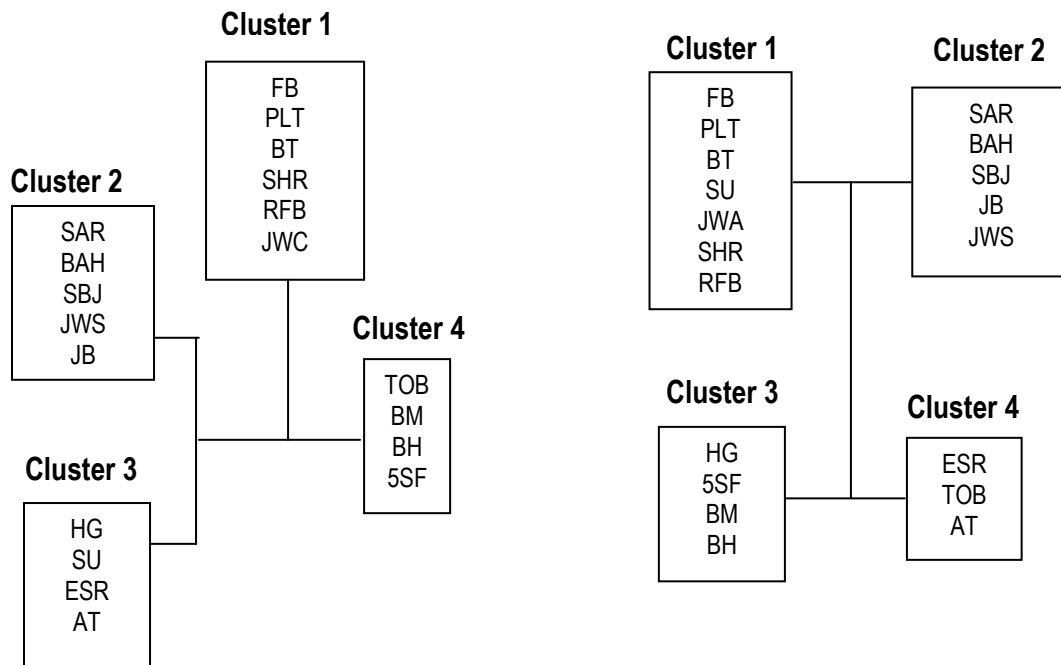 Cluster 1
FB
PLT
BT
SHR
RFB
JWC
Cluster 2
SAR
BAH
SBJ
JWS
JB
Cluster 4
TOB
BM
BH
5SF
Cluster 3
HG
SU
ESR
AT
Cluster 1
FB
PLT
BT
SU
JWA
SHR
RFB
Cluster 2
SAR
BAH
SBJ
JB
JWS
Cluster 3
HG
5SF
BM
BH
Cluster 4
ESR
TOB
AT